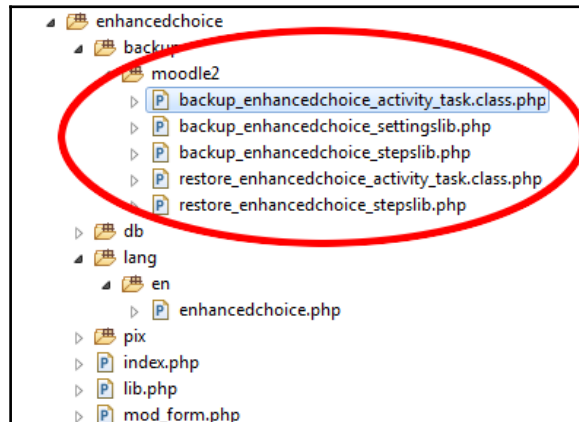 enhancedchoice
backup
moodle2
backup_enhancedchoice_activity_task.class.php
backup_enhancedchoice_settingslib.php
backup_enhancedchoice_stepslib.php
restore_enhancedchoice_activity_task.class.php
restore_enhancedchoice_stepslib.php
db
lang
en
enhancedchoice.php
pix
index.php
lib.php
mod_form.php